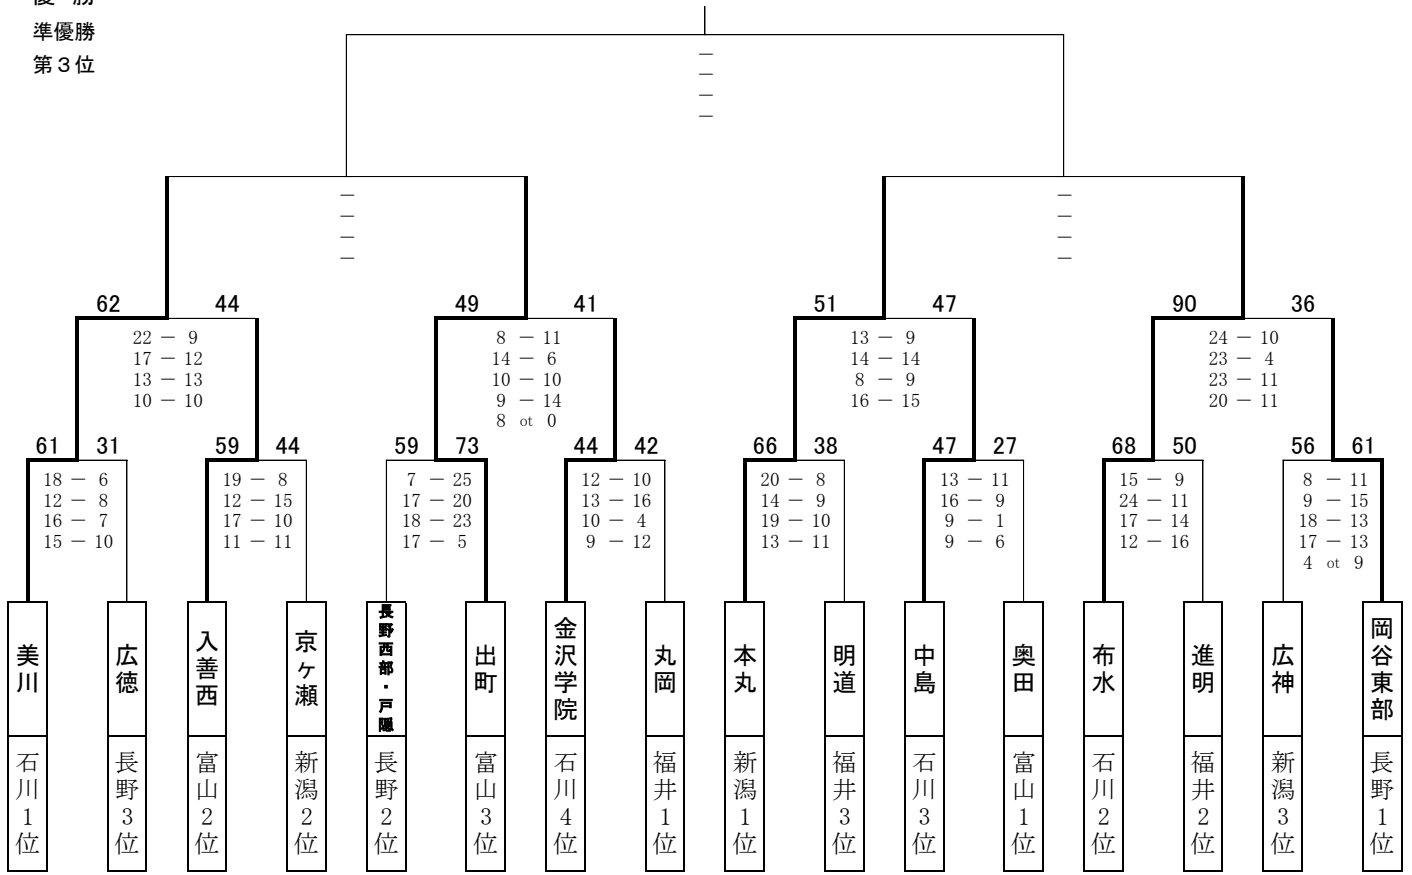 優　勝
準優勝
第３位
－
－
－
－
－
－
－
－
－
－
－
－
62 44 49 41 51 47 90 36
22 － 9
17 － 12
13 － 13
10 － 10
8 － 11
14 － 6
10 － 10
9 － 14
8 ot 0
13 － 9
14 － 14
8 － 9
16 － 15
24 － 10
23 － 4
23 － 11
20 － 11
61 31 59 44 59 73 44 42 66 38 47 27 68 50 56 61
18 － 6
12 － 8
16 － 7
15 － 10
19 － 8
12 － 15
17 － 10
11 － 11
7 － 25
17 － 20
18 － 23
17 － 5
12 － 10
13 － 16
10 － 4
9 － 12
20 － 8
14 － 9
19 － 10
13 － 11
13 － 11
16 － 9
9 － 1
9 － 6
15 － 9
24 － 11
17 － 14
12 － 16
8 － 11
9 － 15
18 － 13
17 － 13
4 ot 9
美川
広徳
入善西
京ヶ瀬
長野西部・戸隠
出町
金沢学院
丸岡
本丸
明道
中島
奥田
布水
進明
広神
岡谷東部
石川1位
長野3位
富山2位
新潟2位
長野2位
富山3位
石川4位
福井1位
新潟1位
福井3位
石川3位
富山1位
石川2位
福井2位
新潟3位
長野1位